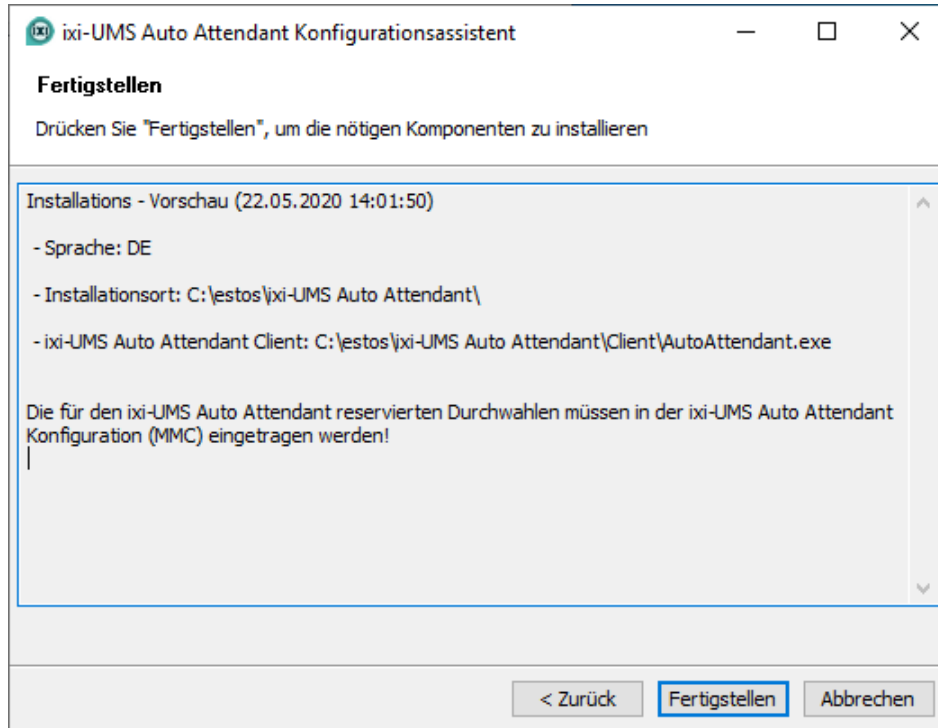 ixi-UMS Auto Attendant Konfigurationsassistent
Fertigstellen
Drücken Sie "Fertigstellen", um die nötigen Komponenten zu installieren
Installations - Vorschau (22.05.2020 14:01:50)
- Sprache: DE
- Installationsort: C:\estos\ixi-UMS Auto Attendant\
- ixi-UMS Auto Attendant Client: C:\estos\ixi-UMS Auto Attendant\Client\AutoAttendant.exe
Die für den ixi-UMS Auto Attendant reservierten Durchwahlen müssen in der ixi-UMS Auto Attendant
Konfiguration (MMC) eingetragen werden!
< Zurück Fertigstellen Abbrechen